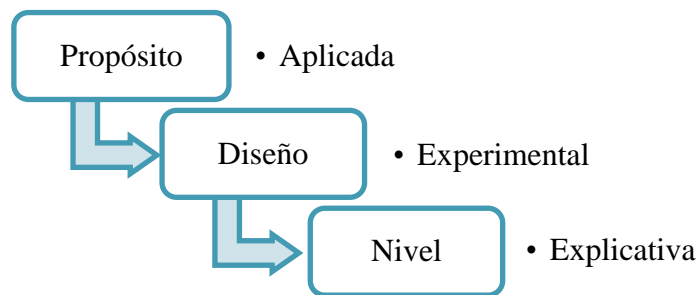 Propósito
• Aplicada
Diseño
• Experimental
Nivel
• Explicativa